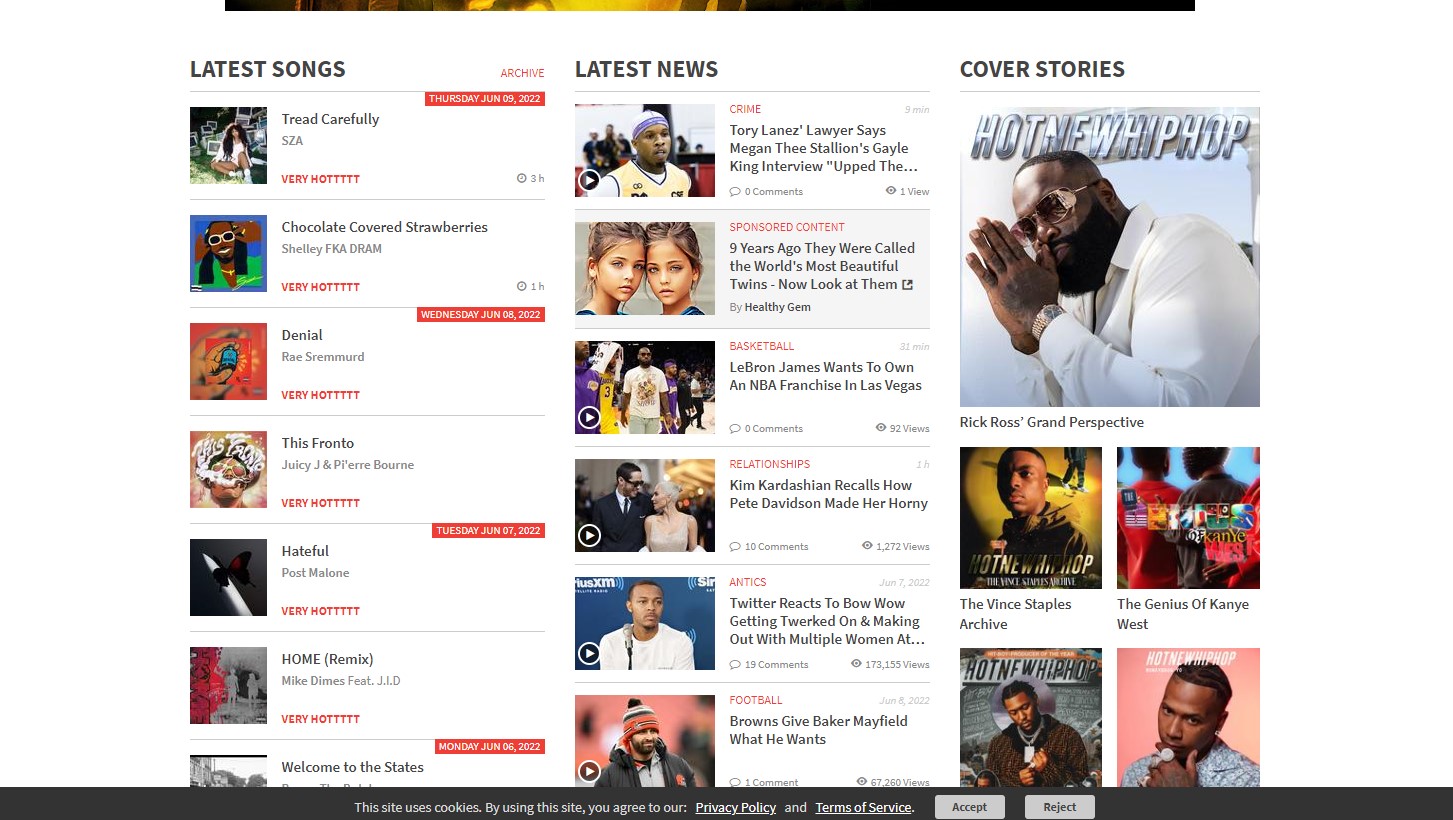 LATEST SONGS
ARCHIVE
THURSDAY JUN 09, 2022
Tread Carefully
SZA
VERY HOTTTTT
3 h
Chocolate Covered Strawberries
Shelley FKA DRAM
VERY HOTTTTT
1 h
WEDNESDAY JUN 08, 2022
Denial
Rae Sremmurd
VERY HOTTTTT
This Fronto
Juicy J & Pi'erre Bourne
VERY HOTTTTT
TUESDAY JUN 07, 2022
Hateful
Post Malone
VERY HOTTTTT
HOME (Remix)
Mike Dimes Feat. J.I.D
VERY HOTTTTT
MONDAY JUN 06, 2022
Welcome to the States
LATEST NEWS
CRIME
9 min
Tory Lanez' Lawyer Says
Megan Thee Stallion's Gayle
King Interview "Upped The...
0 Comments
1 View
SPONSORED CONTENT
9 Years Ago They Were Called
the World's Most Beautiful
Twins - Now Look at Them
By Healthy Gem
BASKETBALL
31 min
LeBron James Wants To Own
An NBA Franchise In Las Vegas
0 Comments
92 Views
RELATIONSHIPS
1 h
Kim Kardashian Recalls How
Pete Davidson Made Her Horny
10 Comments
1,272 Views
ANTICS
Jun 7, 2022
Twitter Reacts To Bow Wow
Getting Twerked On & Making
Out With Multiple Women At...
19 Comments
173,155 Views
FOOTBALL
Jun 8, 2022
Browns Give Baker Mayfield
What He Wants
1 Comment
67,260 Views
COVER STORIES
HOTNEWHIPHOP
Rick Ross’ Grand Perspective
HOTNEWHIPHOP
THE VINCE STAPLES ARCHIVE
The Vince Staples
Archive
THE
GENIUS
OF KANYE
WEST
The Genius Of Kanye
West
HOTNEWHIPHOP
HOTNEWHIPHOP
This site uses cookies. By using this site, you agree to our: Privacy Policy and Terms of Service. Accept Reject